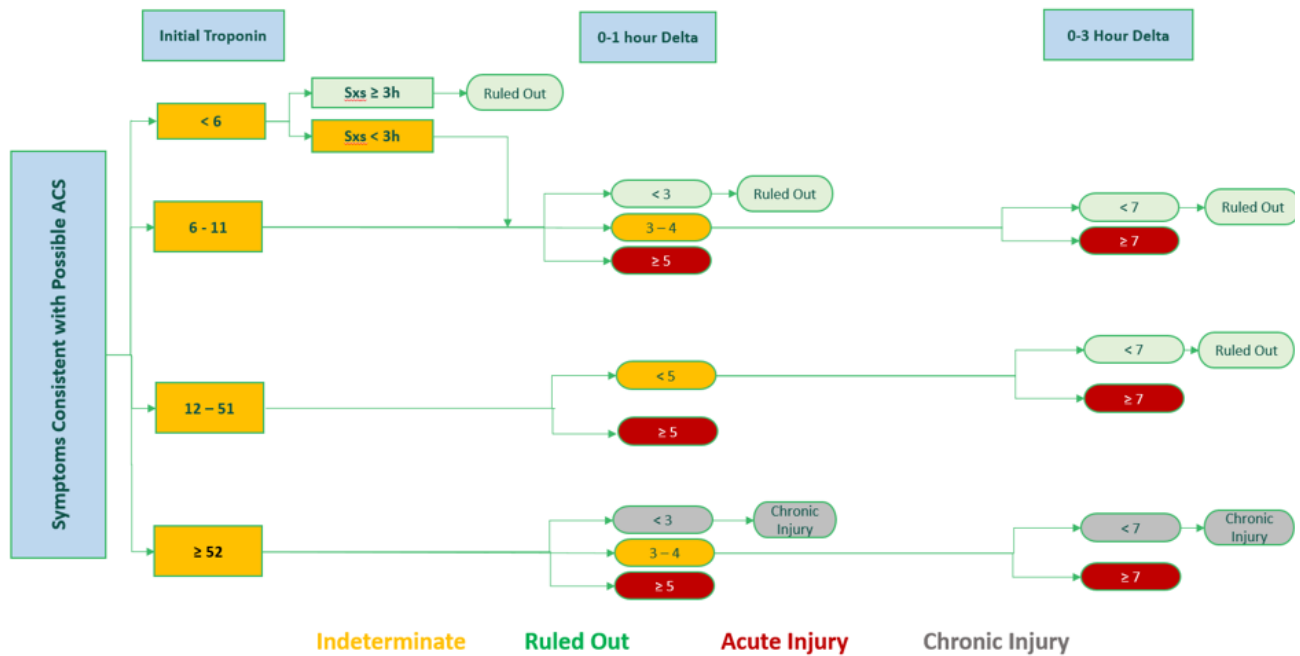 Initial Troponin
0-1 hour Delta
0-3 Hour Delta
Symptoms Consistent with Possible ACS
< 6
Sxs ≥ 3h
Ruled Out
Sxs < 3h
6 - 11
< 3
Ruled Out
3 – 4
≥ 5
< 7
Ruled Out
≥ 7
12 – 51
< 5
≥ 5
< 7
Ruled Out
≥ 7
≥ 52
< 3
Chronic
Injury
3 – 4
≥ 5
< 7
Chronic
Injury
≥ 7
Indeterminate
Ruled Out
Acute Injury
Chronic Injury